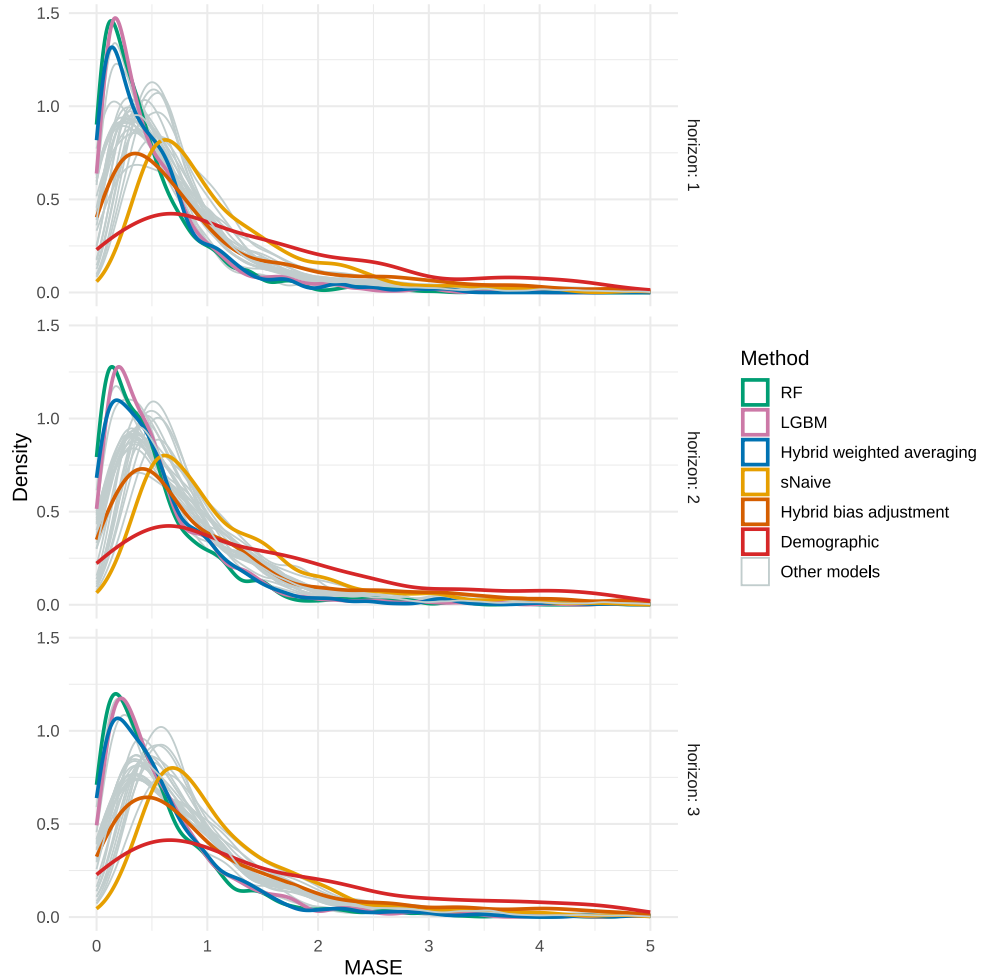 1.5
1.0
0.5
0.0
horizon: 1
1.5
1.0
0.5
0.0
horizon: 2
1.5
1.0
0.5
0.0
horizon: 3
Density
0 1 2 3 4 5
MASE
Method
RF
LGBM
Hybrid weighted averaging
sNaive
Hybrid bias adjustment
Demographic
Other models